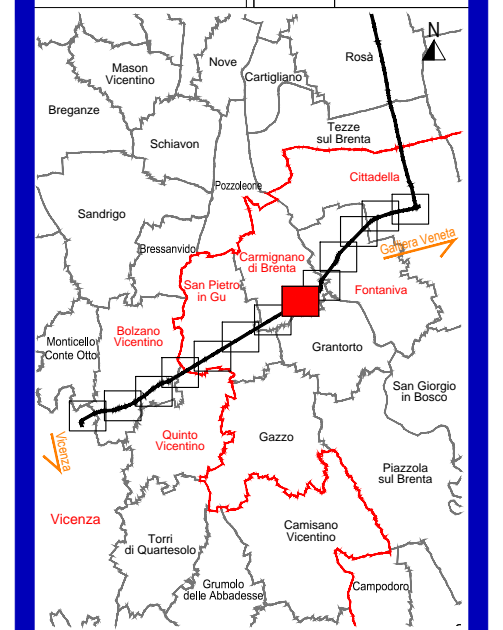 N
Rosà
Nove
Mason
Vicentino
Cartigliano
Breganze
Tezze
sul Brenta
Schiavon
Cittadella
Pozzoleone
Sandrigo
Galliera Veneta
Bressanvido
Carmignano
di Brenta
San Pietro
in Gu
Fontaniva
Bolzano
Vicentino
Monticello
Conte Otto
Grantorto
San Giorgio
in Bosco
Quinto
Vicentino
Gazzo
Vicenza
Piazzola
sul Brenta
Vicenza
Camisano
Vicentino
Torri
di Quartesolo
Grumolo
delle Abbadesse
Campodoro